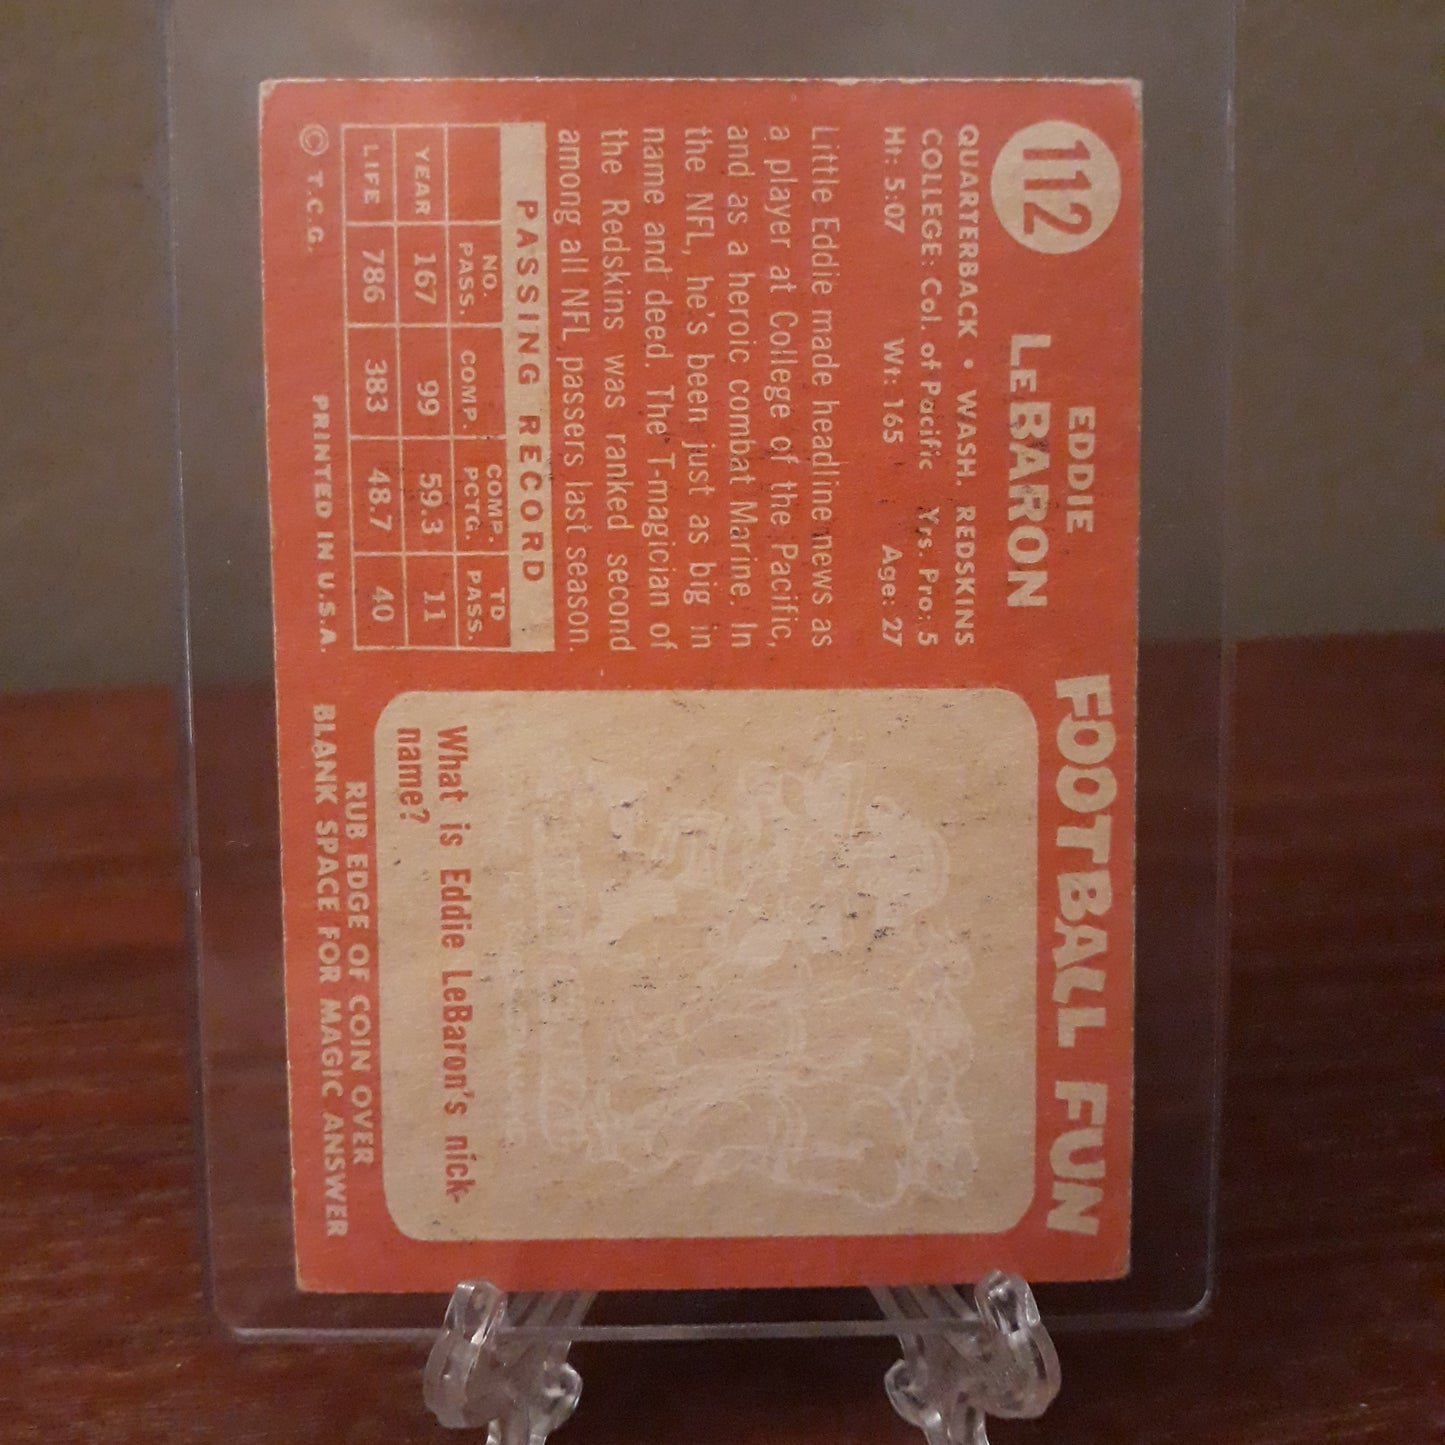 112
EDDIE
LeBARON
QUARTERBACK • WASH. REDSKINS
COLLEGE: Col. of Pacific Yrs. Pro: 5
Ht: 5:07 Wt: 165 Age: 27
Little Eddie made headline news as
a player at College of the Pacific,
and as a heroic combat Marine. In
the NFL, he's been just as big in
name and deed. The T-magician of
the Redskins was ranked second
among all NFL passers last season.
PASSING RECORD
NO. PASS. COMP. COMP. PCTG. TD PASS.
YEAR 167 99 59.3 11
LIFE 786 383 48.7 40
© T.C.G. PRINTED IN U.S.A.
FOOTBALL FUN
What is Eddie LeBaron's nick-
name?
RUB EDGE OF COIN OVER
BLANK SPACE FOR MAGIC ANSWER